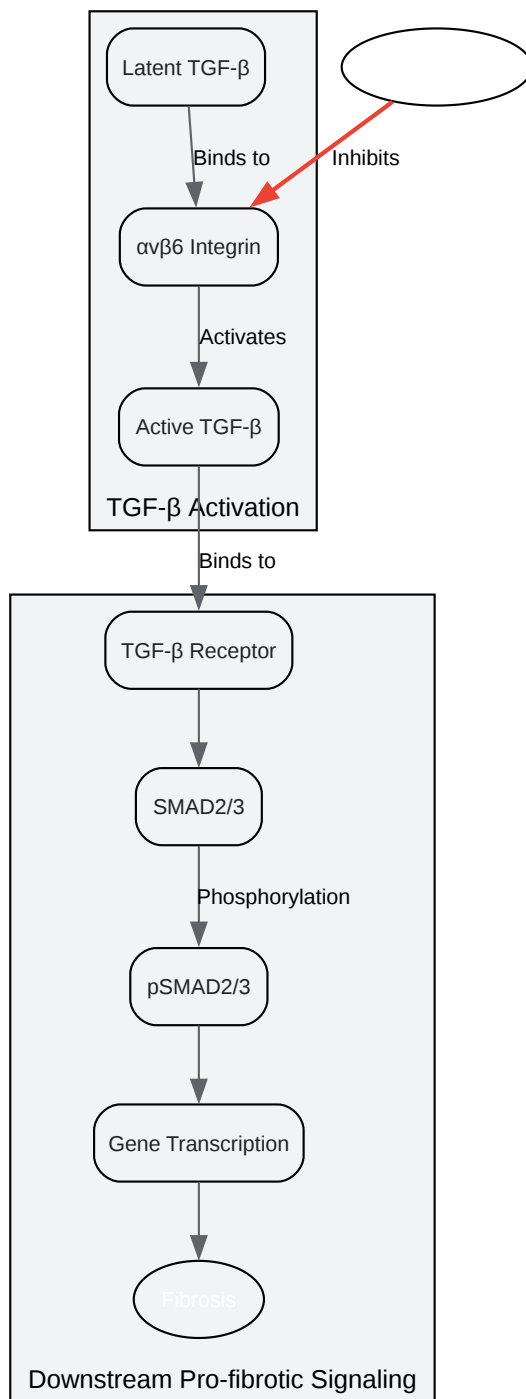 Latent TGF-β
Binds to
Inhibits
αvβ6 Integrin
Activates
Active TGF-β
TGF-β Activation
Binds to
TGF-β Receptor
SMAD2/3
Phosphorylation
pSMAD2/3
Gene Transcription
Fibrosis
Downstream Pro-fibrotic Signaling